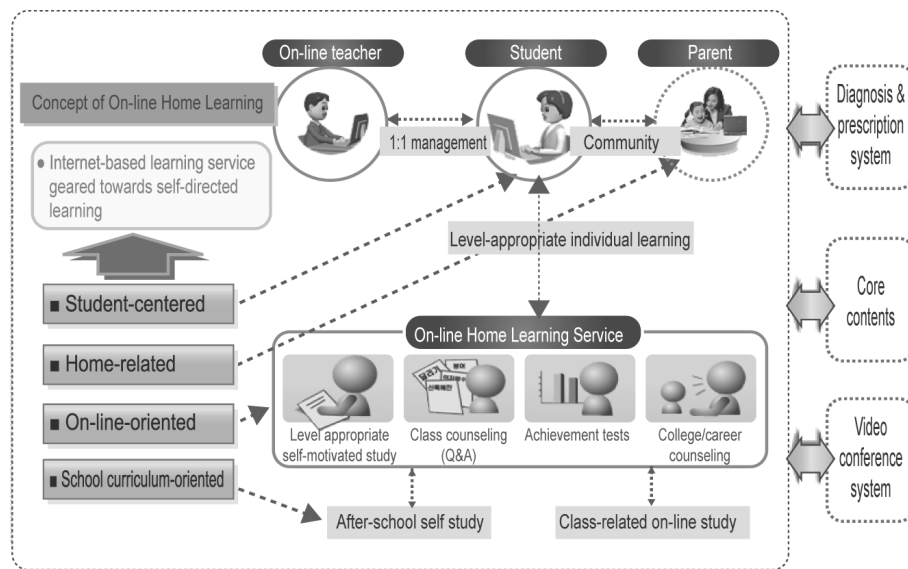 On-line teacher
Student
Parent
Concept of On-line Home Learning
1:1 management
Community
Internet-based learning service
geared towards self-directed
learning
Level-appropriate individual learning
■ Student-centered
■ Home-related
■ On-line-oriented
■ School curriculum-oriented
On-line Home Learning Service
Level appropriate
self-motivated study
Class counseling
(Q&A)
Achievement tests
College/career
counseling
After-school self study
Class-related on-line study
Diagnosis &
prescription
system
Core
contents
Video
conference
system